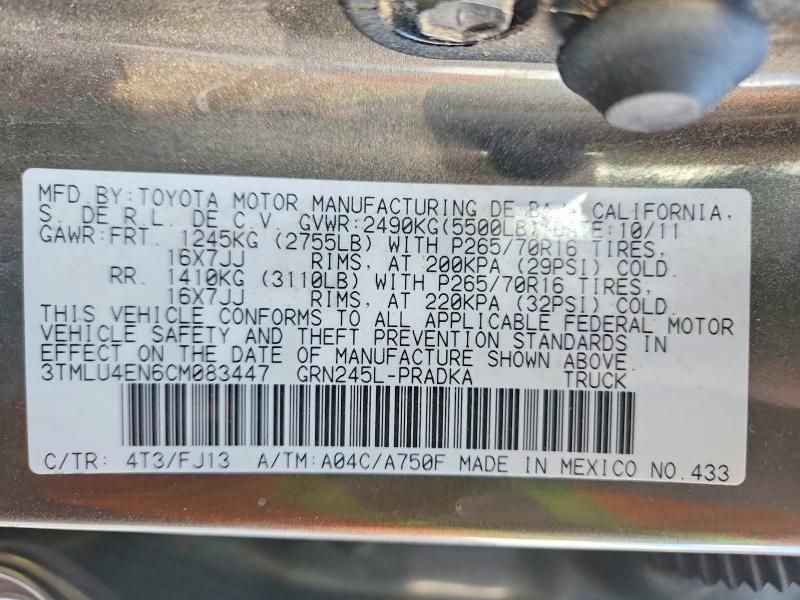 MFD.BY:TOYOTA MOTOR MANUFACTURING DE BAJA CALIFORNIA,
S. DE R.L. DE C.V. GVWR:2490KG(5500LB) DATE:10/11
GAWR:FRT. 1245KG (2755LB) WITH P265/70R16 TIRES,
16X7JJ RIMS, AT 200KPA (29PSI) COLD.
RR. 1410KG (3110LB) WITH P265/70R16 TIRES,
16X7JJ RIMS, AT 220KPA (32PSI) COLD.
THIS VEHICLE CONFORMS TO ALL APPLICABLE FEDERAL MOTOR
VEHICLE SAFETY AND THEFT PREVENTION STANDARDS IN
EFFECT ON THE DATE OF MANUFACTURE SHOWN ABOVE.
3TMLU4EN6CM083447 GRN245L-PRADKA TRUCK
C/TR: 4T3/FJ13 A/TM:A04C/A750F MADE IN MEXICO NO.433